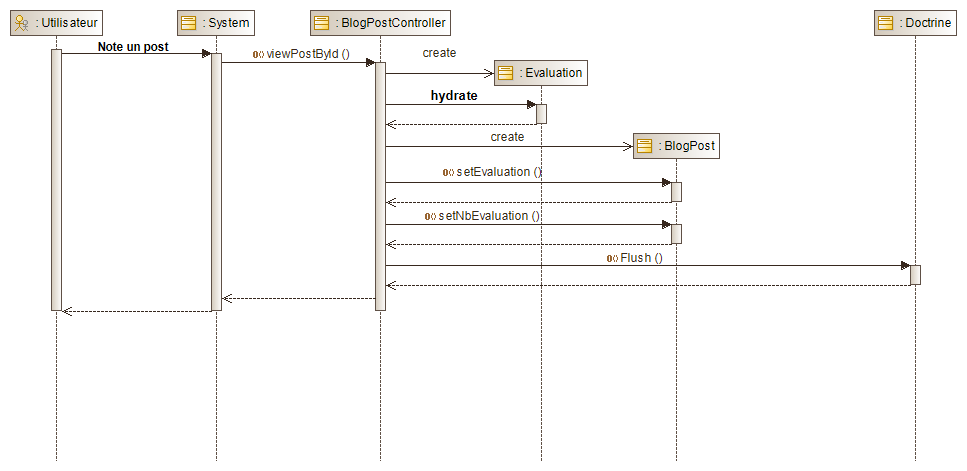 : Utilisateur
: System
: BlogPostController
: Doctrine
Note un post
viewPostById ()
create
: Evaluation
hydrate
create
: BlogPost
setEvaluation ()
setNbEvaluation ()
Flush ()